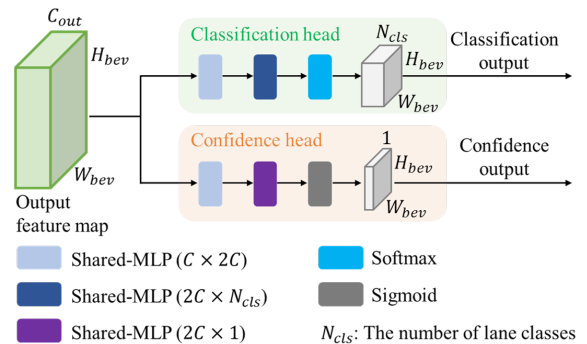 C_out
H_bev
W_bev
Output
feature map
Classification head
N_cls
H_bev
W_bev
Classification
output
Confidence head
1
H_bev
W_bev
Confidence
output
Shared-MLP (C × 2C)
Softmax
Shared-MLP (2C × N_cls)
Sigmoid
Shared-MLP (2C × 1)
N_cls: The number of lane classes